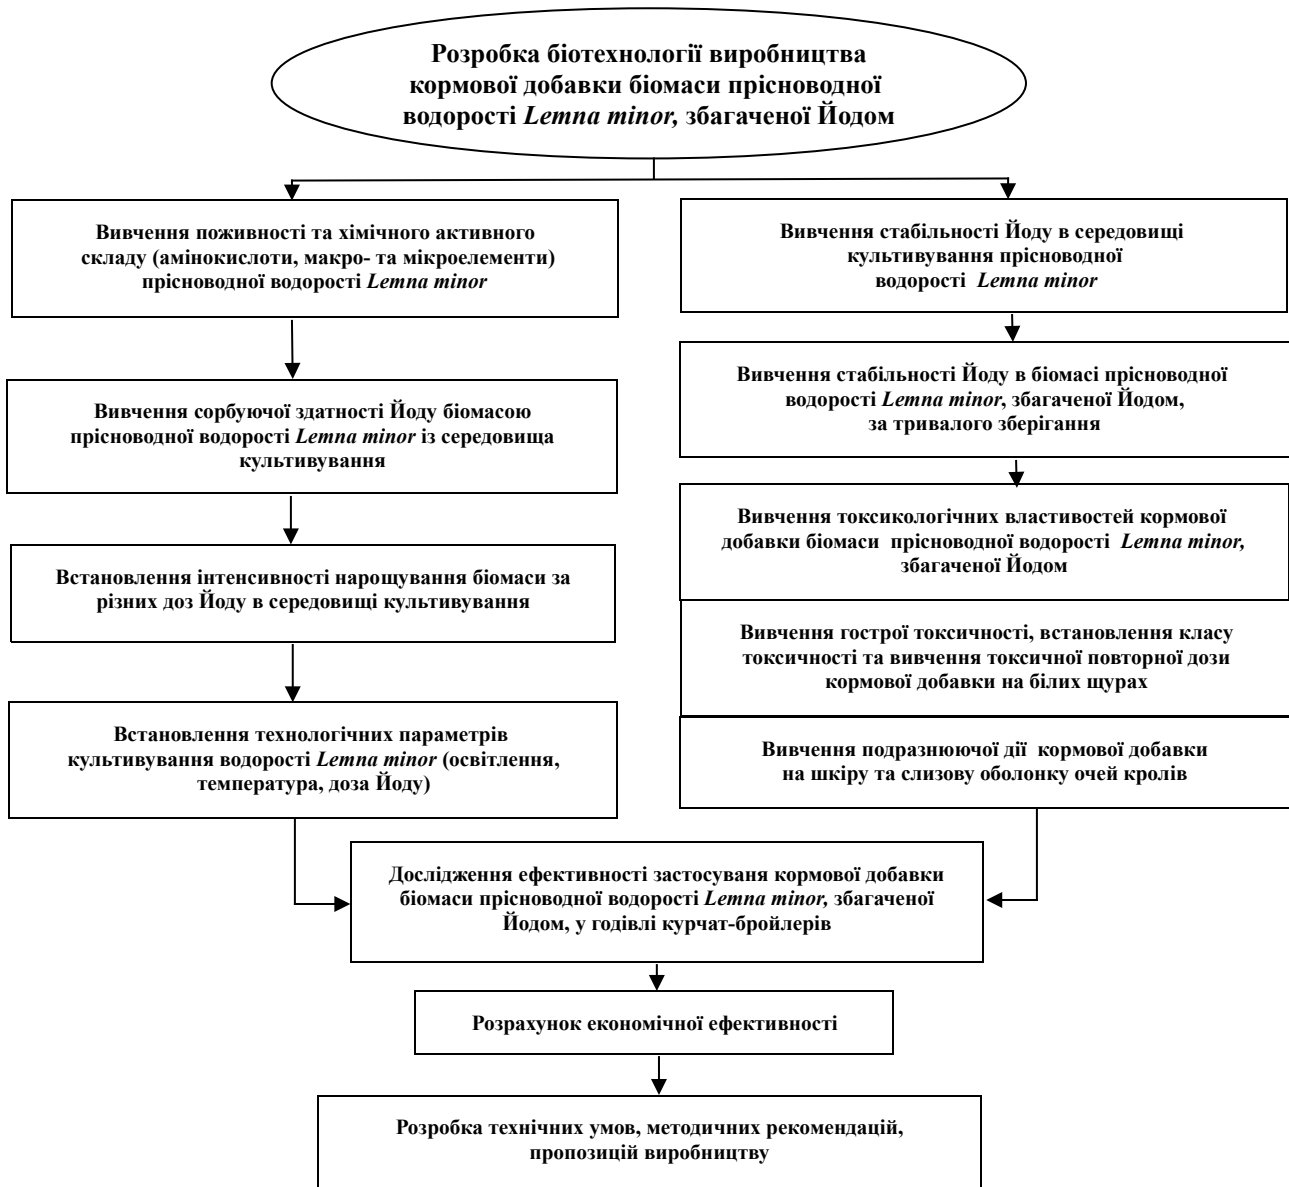 Розробка біотехнології виробництва
кормової добавки біомаси прісноводної
водорості Lemna minor, збагаченої Йодом
Вивчення поживності та хімічного активного
складу (амінокислоти, макро- та мікроелементи)
прісноводної водорості Lemna minor
Вивчення сорбуючої здатності Йоду біомасою
прісноводної водорості Lemna minor із середовища
культивування
Встановлення інтенсивності нарощування біомаси за
різних доз Йоду в середовищі культивування
Встановлення технологічних параметрів
культивування водорості Lemna minor (освітлення,
температура, доза Йоду)
Вивчення стабільності Йоду в середовищі
культивування прісноводної
водорості Lemna minor
Вивчення стабільності Йоду в біомасі прісноводної
водорості Lemna minor, збагаченої Йодом,
за тривалого зберігання
Вивчення токсикологічних властивостей кормової
добавки біомаси прісноводної водорості Lemna minor,
збагаченої Йодом
Вивчення гострої токсичності, встановлення класу
токсичності та вивчення токсичної повторної дози
кормової добавки на білих щурах
Вивчення подразнюючої дії кормової добавки
на шкіру та слизову оболонку очей кролів
Дослідження ефективності застосуваня кормової добавки
біомаси прісноводної водорості Lemna minor, збагаченої
Йодом, у годівлі курчат-бройлерів
Розрахунок економічної ефективності
Розробка технічних умов, методичних рекомендацій,
пропозицій виробництву